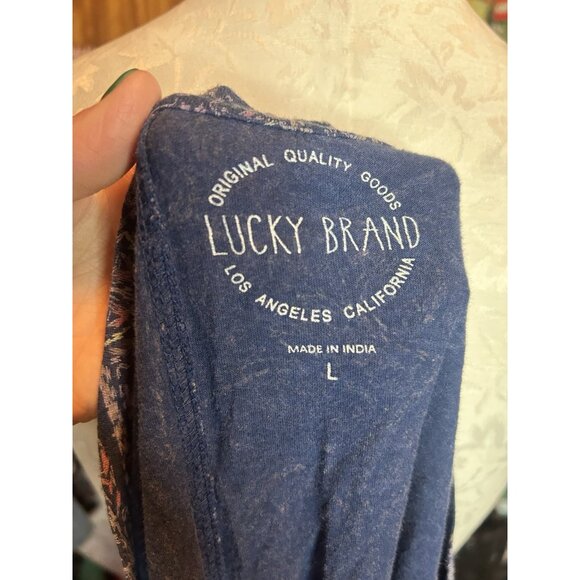 ORIGINAL QUALITY GOODS
LUCKY BRAND
LOS ANGELES CALIFORNIA
MADE IN INDIA
L